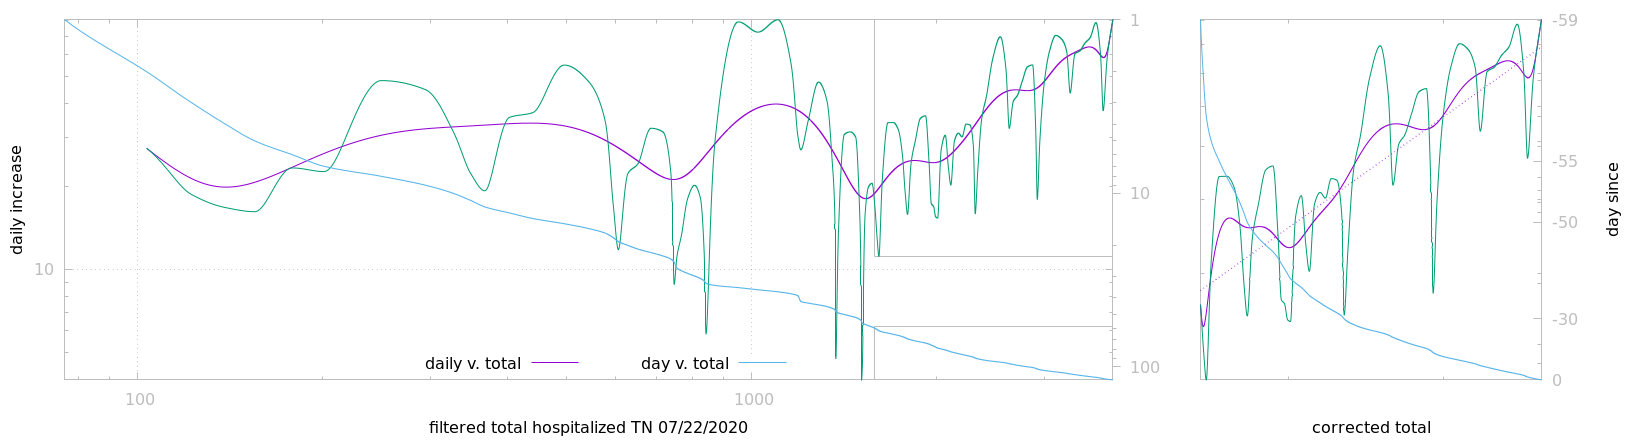 daily increase
10
daily v. total
day v. total
100
1000
filtered total hospitalized TN 07/22/2020
1
10
100
-59
-55
-50
-30
0
day since
corrected total